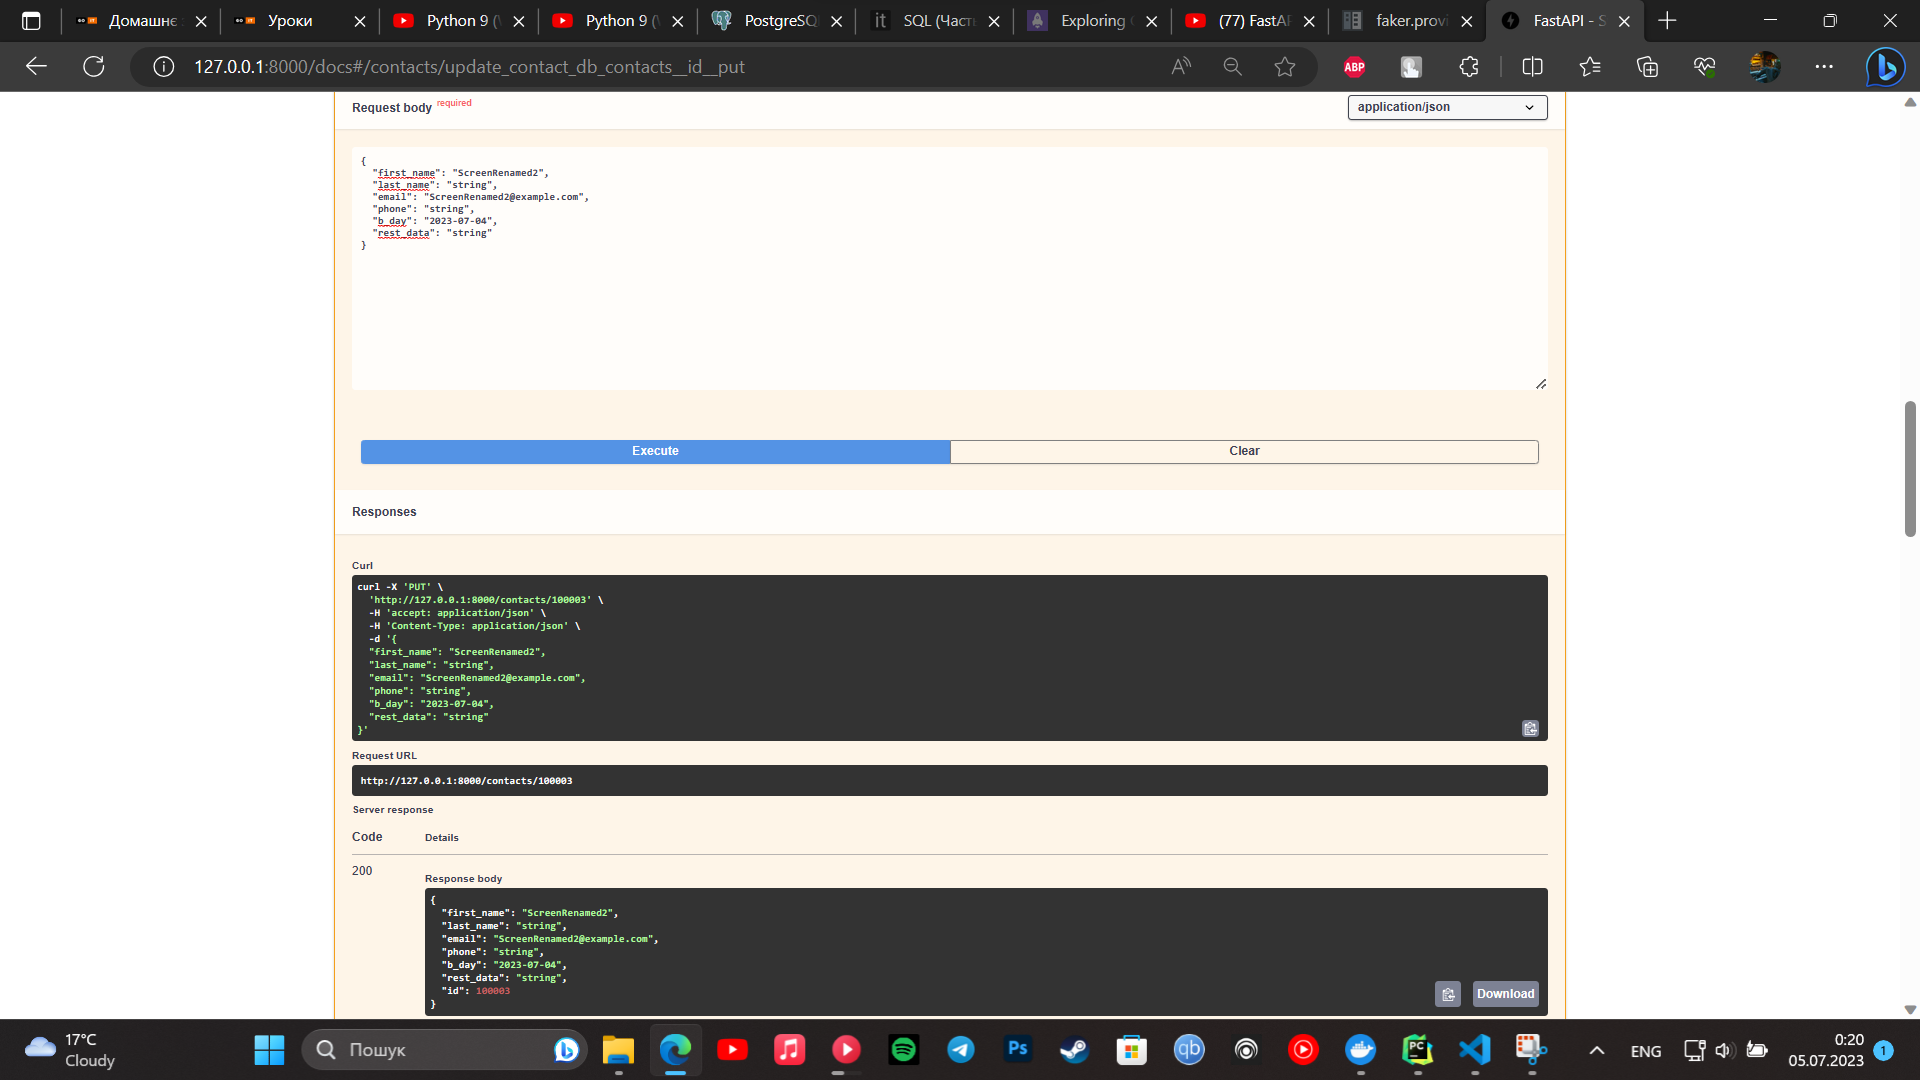 Домашнє
Уроки
Python 9 (
Python 9 (
PostgreSQ
SQL (Част
Exploring
(77) FastAP
faker.provi
FastAPI - S
127.0.0.1:8000/docs#/contacts/update_contact_db_contacts__id__put
ABP
Request body required
application/json
{
"first_name": "ScreenRenamed2",
"last_name": "string",
"email": "ScreenRenamed2@example.com",
"phone": "string",
"b_day": "2023-07-04",
"rest_data": "string"
}
Execute
Clear
Responses
Curl
curl -X 'PUT' \
'http://127.0.0.1:8000/contacts/100003' \
-H 'accept: application/json' \
-H 'Content-Type: application/json' \
-d '{
"first_name": "ScreenRenamed2",
"last_name": "string",
"email": "ScreenRenamed2@example.com",
"phone": "string",
"b_day": "2023-07-04",
"rest_data": "string"
}'
Request URL
http://127.0.0.1:8000/contacts/100003
Server response
Code Details
200
Response body
{
"first_name": "ScreenRenamed2",
"last_name": "string",
"email": "ScreenRenamed2@example.com",
"phone": "string",
"b_day": "2023-07-04",
"rest_data": "string",
"id": 100003
}
Download
17°C
Cloudy
Пошук
Ps
qb
PC
ENG
0:20
05.07.2023
1